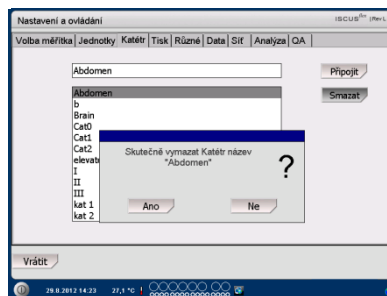 Nastavení a ovládání
ISCUS
Volba měřítka Jednotky Katétr Tisk Různé Data Síť Analýza QA
Abdomen
Připojit
Abdomen
Smazat
b
Brain
Cat0
Cat1
Cat2
elevat
I
II
III
kat 1
kat 2
Skutečně vymazat Katétr název
"Abdomen"
?
Ano
Ne
Vrátit
29.8.2012 14:23 27,1 °C